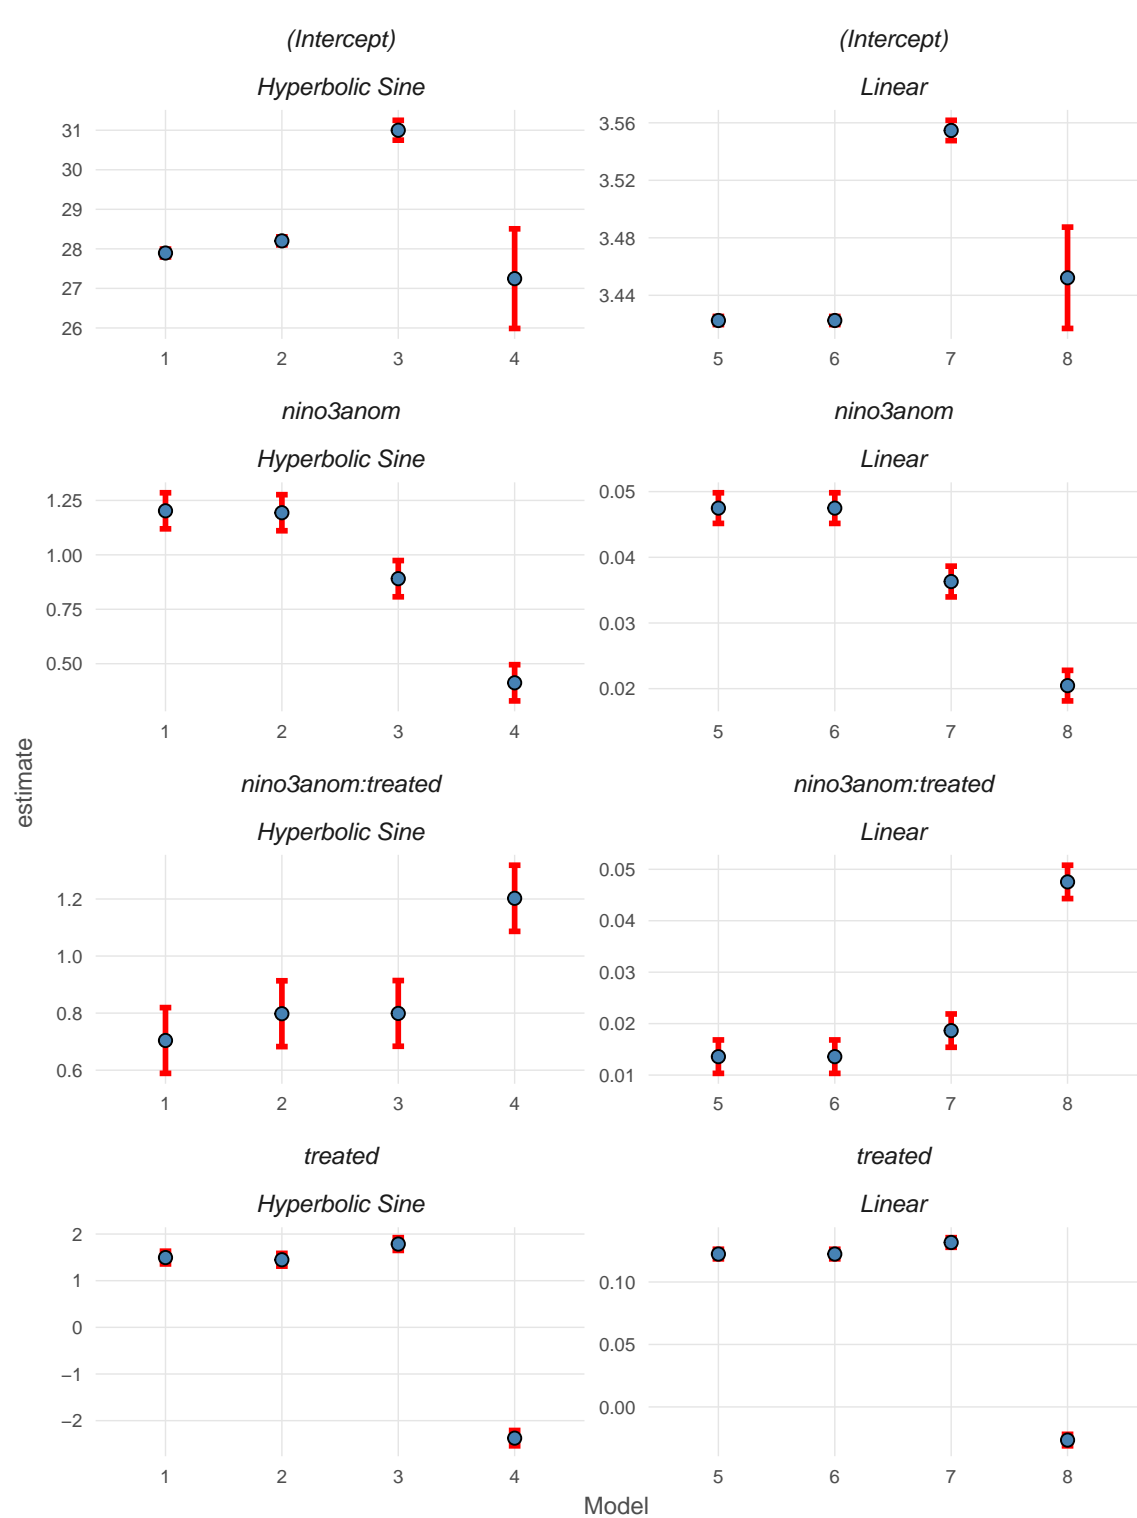 (Intercept) (Intercept)
Hyperbolic Sine Linear
31
30
29
28
27
26
3.56
3.52
3.48
3.44
1 2 3 4 5 6 7 8
nino3anom nino3anom
Hyperbolic Sine Linear
1.25
1.00
0.75
0.50
0.05
0.04
0.03
0.02
1 2 3 4 5 6 7 8
estimate
nino3anom:treated nino3anom:treated
Hyperbolic Sine Linear
1.2
1.0
0.8
0.6
0.05
0.04
0.03
0.02
0.01
1 2 3 4 5 6 7 8
treated treated
Hyperbolic Sine Linear
2
1
0
−1
−2
0.10
0.05
0.00
1 2 3 4 5 6 7 8
Model